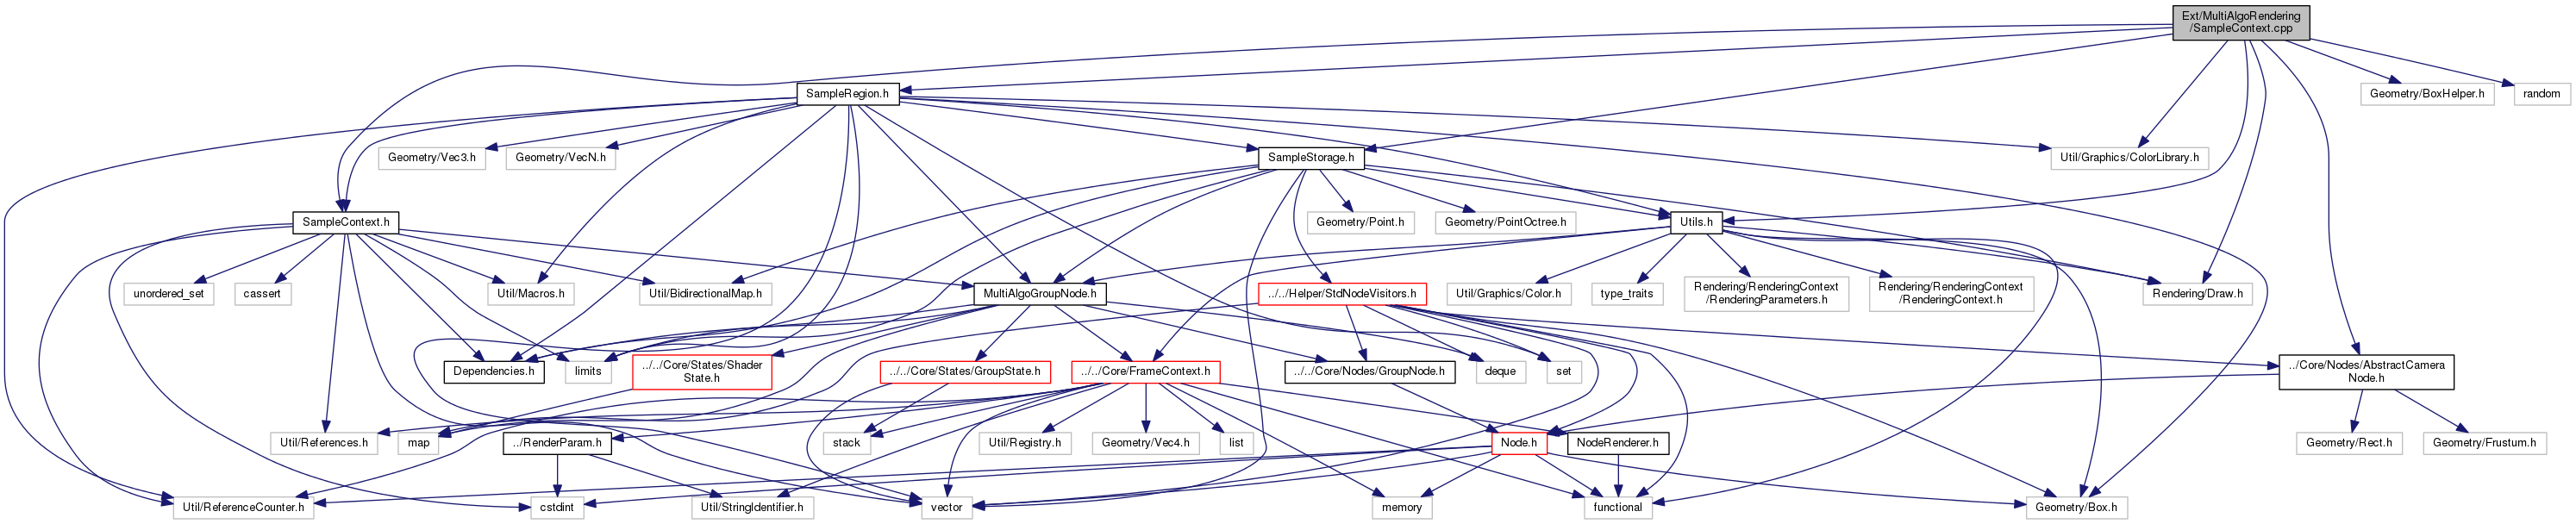 Ext/MultiAlgoRendering
/SampleContext.cpp
SampleRegion.h
Geometry/BoxHelper.h
random
Geometry/Vec3.h
Geometry/VecN.h
SampleStorage.h
Util/Graphics/ColorLibrary.h
SampleContext.h
Geometry/Point.h
Geometry/PointOctree.h
Utils.h
unordered_set
cassert
Util/Macros.h
Util/BidirectionalMap.h
MultiAlgoGroupNode.h
../../Helper/StdNodeVisitors.h
Util/Graphics/Color.h
type_traits
Rendering/RenderingContext
/RenderingParameters.h
Rendering/RenderingContext
/RenderingContext.h
Rendering/Draw.h
Dependencies.h
limits
../../Core/States/Shader
State.h
../../Core/States/GroupState.h
../../Core/FrameContext.h
../../Core/Nodes/GroupNode.h
deque
set
../Core/Nodes/AbstractCamera
Node.h
Util/References.h
map
../RenderParam.h
stack
Util/Registry.h
Geometry/Vec4.h
list
Node.h
NodeRenderer.h
Geometry/Rect.h
Geometry/Frustum.h
Util/ReferenceCounter.h
cstdint
Util/StringIdentifier.h
vector
memory
functional
Geometry/Box.h